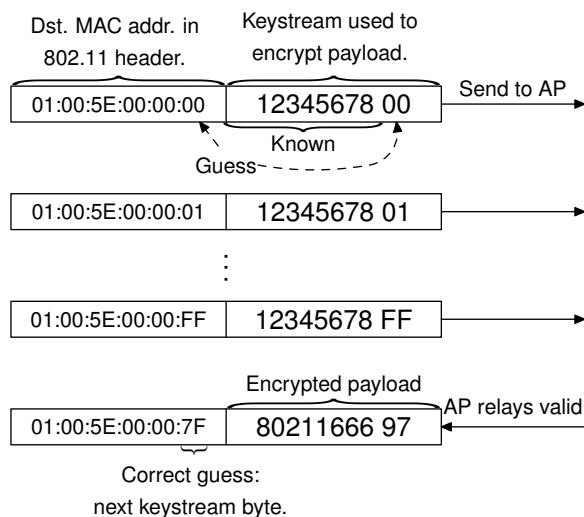 Dst. MAC addr. in
802.11 header.
Keystream used to
encrypt payload.
01:00:5E:00:00:00
12345678 00
Send to AP
Known
Guess
01:00:5E:00:00:01
12345678 01
⋮
01:00:5E:00:00:FF
12345678 FF
Encrypted payload
01:00:5E:00:00:7F
80211666 97
AP relays valid
Correct guess:
next keystream byte.